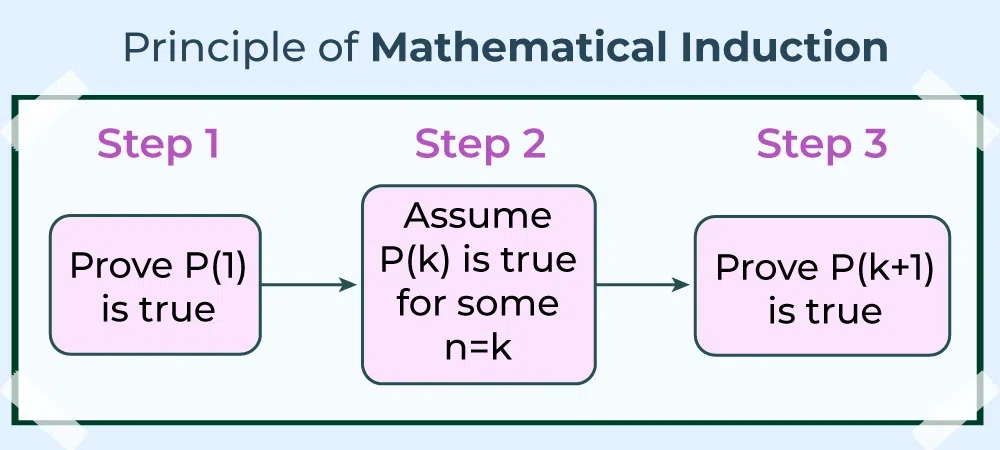 Principle of Mathematical Induction
Step 1
Prove P(1)
is true
Step 2
Assume
P(k) is true
for some
n=k
Step 3
Prove P(k+1)
is true